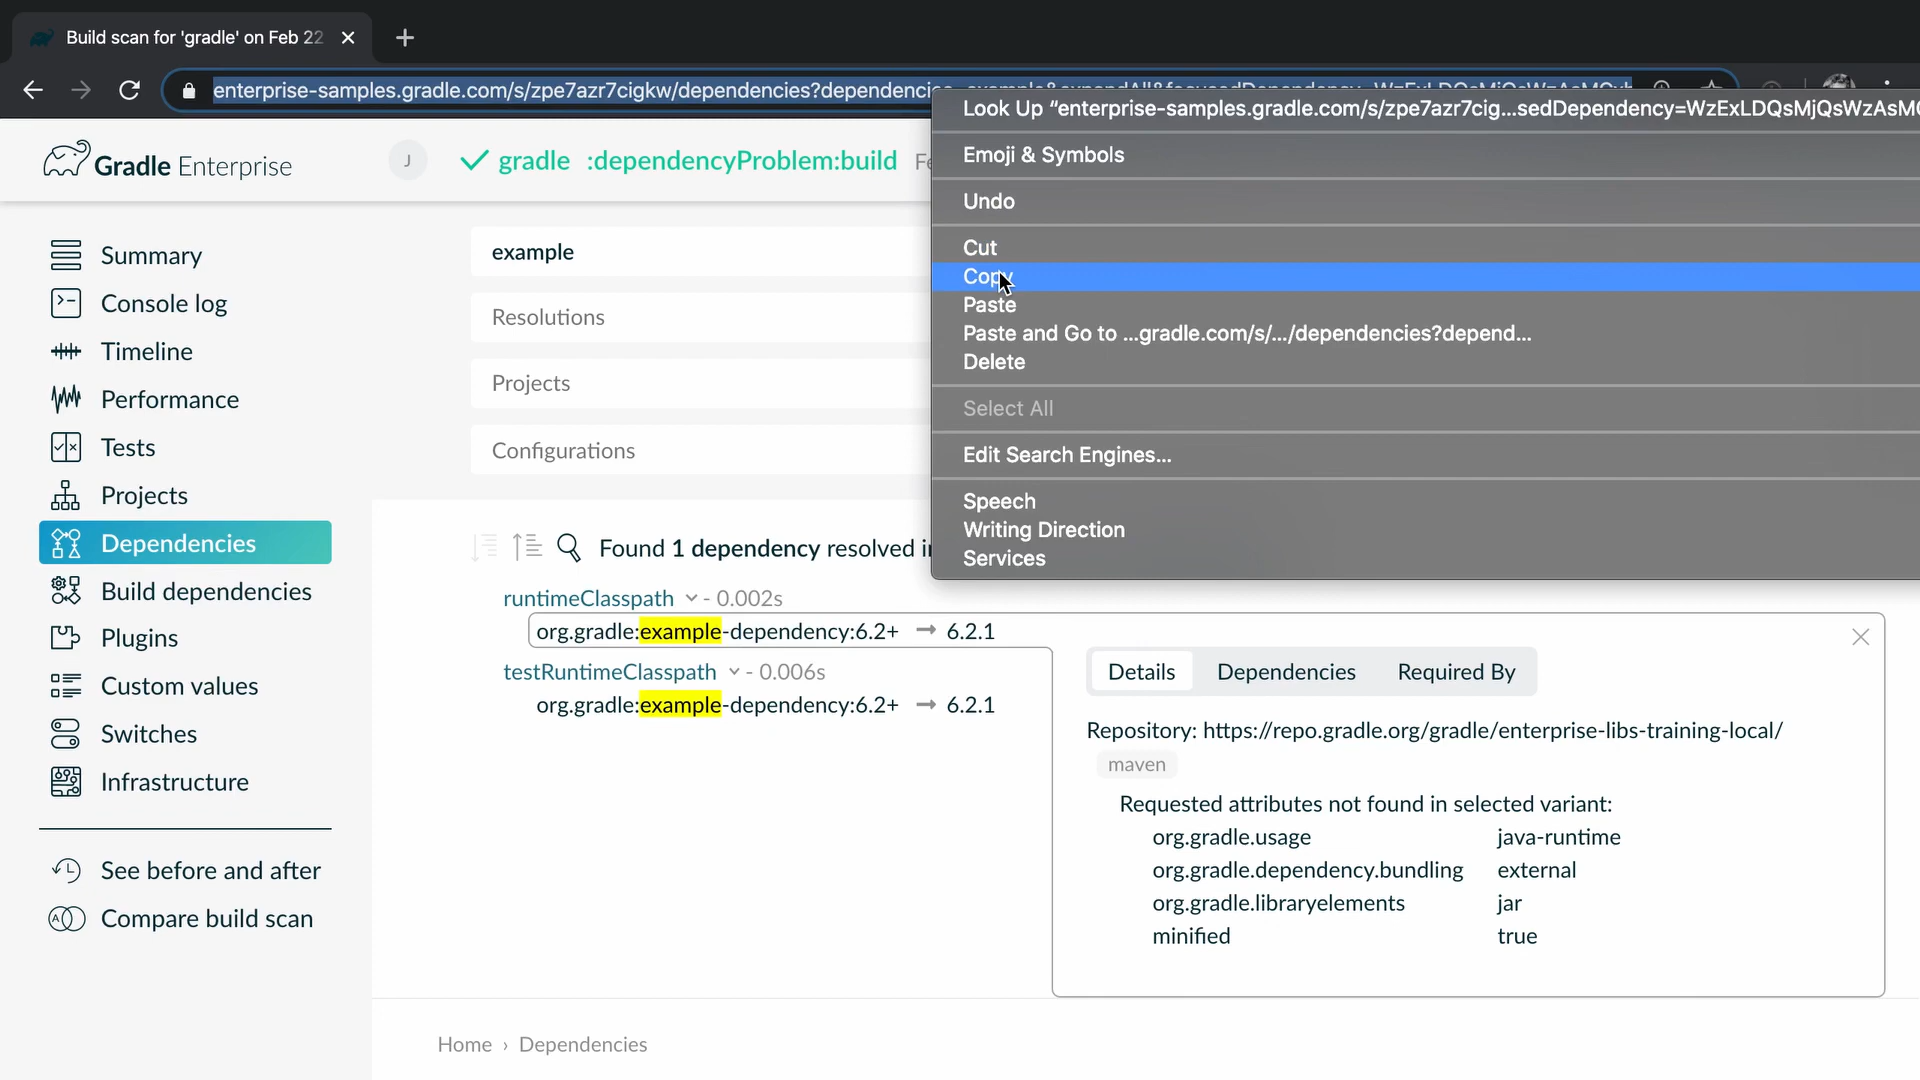 Build scan for 'gradle' on Feb 22
enterprise-samples.gradle.com/s/zpe7azr7cigkw/dependencies?dependencies=example&expandAll&focusedDependency=WzExLDQsMjQsWzAsMC
Look Up “enterprise-samples.gradle.com/s/zpe7azr7cig...sedDependency=WzExLDQsMjQsWzAsM
Emoji & Symbols
Undo
Cut
Copy
Paste
Paste and Go to ...gradle.com/s/.../dependencies?depend...
Delete
Select All
Edit Search Engines...
Speech
Writing Direction
Services
Gradle Enterprise
J
gradle :dependencyProblem:build Fe
Summary
Console log
Timeline
Performance
Tests
Projects
Dependencies
Build dependencies
Plugins
Custom values
Switches
Infrastructure
See before and after
Compare build scan
example
Resolutions
Projects
Configurations
Found 1 dependency resolved in
runtimeClasspath - 0.002s
org.gradle:example-dependency:6.2+ → 6.2.1
testRuntimeClasspath - 0.006s
org.gradle:example-dependency:6.2+ → 6.2.1
Details Dependencies Required By
Repository: https://repo.gradle.org/gradle/enterprise-libs-training-local/
maven
Requested attributes not found in selected variant:
org.gradle.usage java-runtime
org.gradle.dependency.bundling external
org.gradle.libraryelements jar
minified true
Home › Dependencies